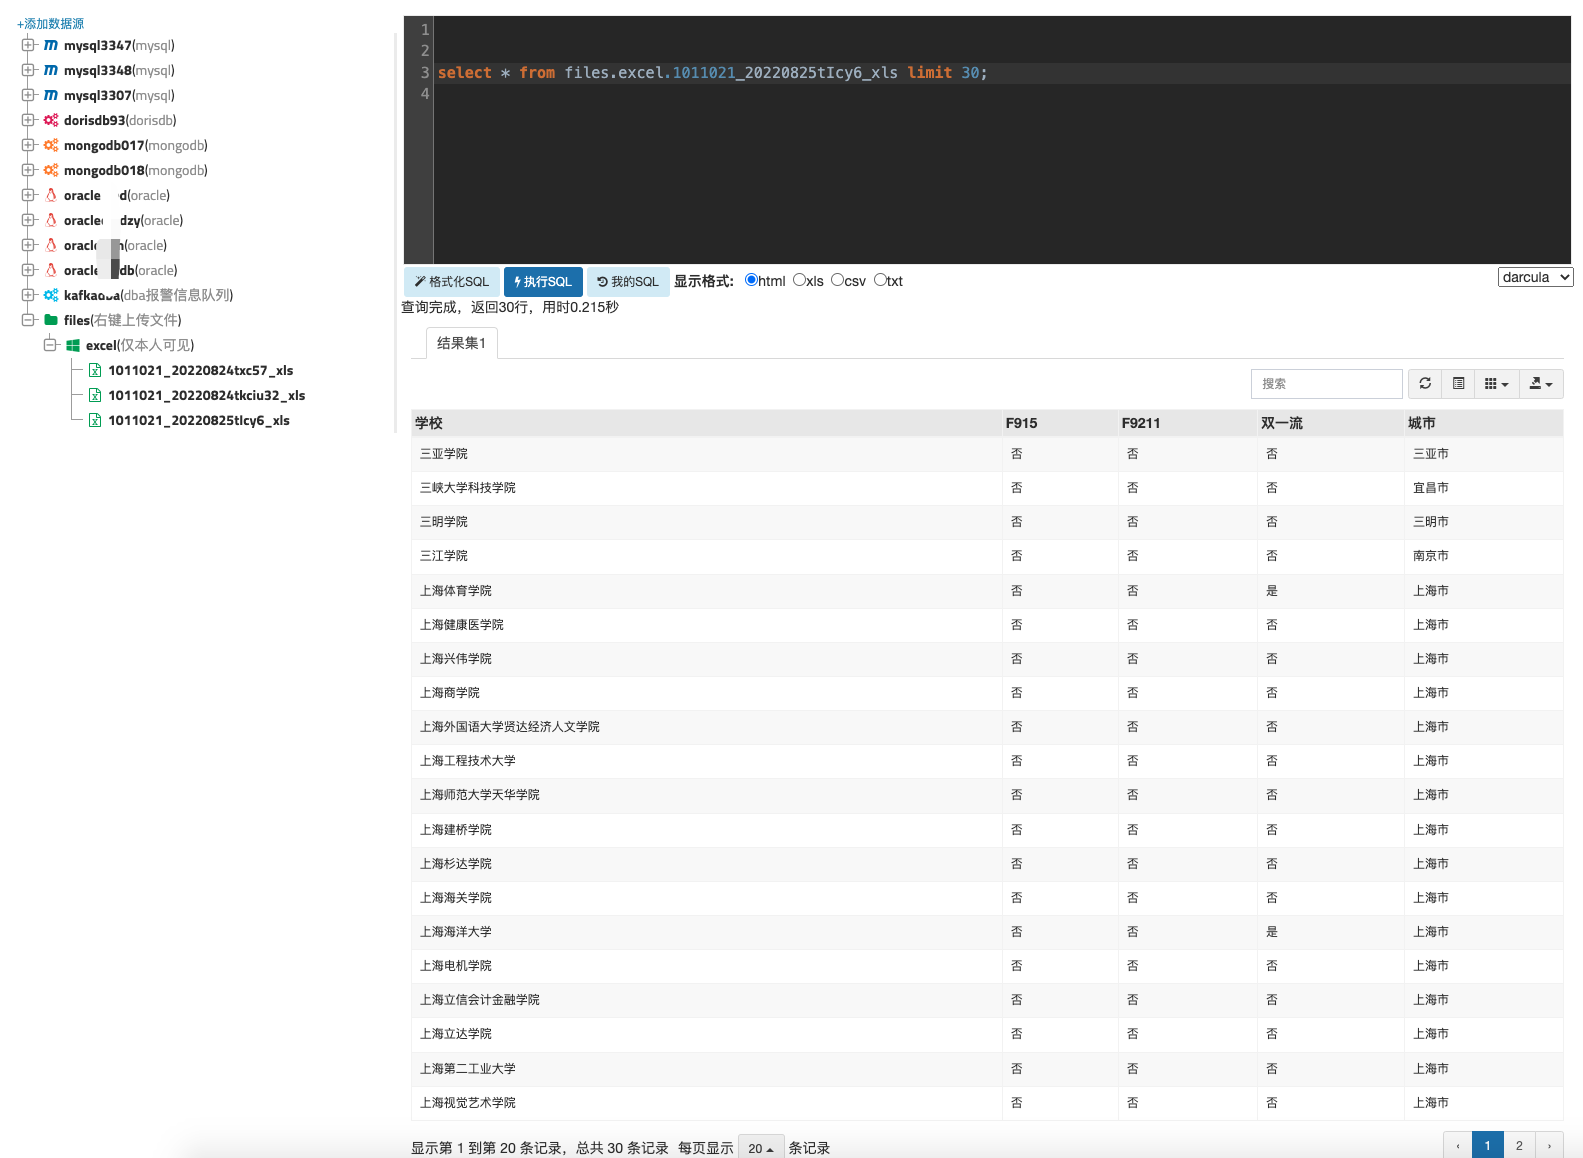 +添加数据源
mysql3347(mysql)
mysql3348(mysql)
mysql3307(mysql)
dorisdb93(dorisdb)
mongodb017(mongodb)
mongodb018(mongodb)
oracle d(oracle)
oracle dzy(oracle)
oracle (oracle)
oracle db(oracle)
kafkadba(dba报警信息队列)
files(右键上传文件)
excel(仅本人可见)
1011021_20220824txc57_xls
1011021_20220824tkciu32_xls
1011021_20220825tIcy6_xls
1
2
3 select * from files.excel.1011021_20220825tIcy6_xls limit 30;
4
格式化SQL 执行SQL 我的SQL 显示格式: html xls csv txt darcula
查询完成，返回30行，用时0.215秒
结果集1
搜索
学校 F915 F9211 双一流 城市
三亚学院 否 否 否 三亚市
三峡大学科技学院 否 否 否 宜昌市
三明学院 否 否 否 三明市
三江学院 否 否 否 南京市
上海体育学院 否 否 是 上海市
上海健康医学院 否 否 否 上海市
上海兴伟学院 否 否 否 上海市
上海商学院 否 否 否 上海市
上海外国语大学贤达经济人文学院 否 否 否 上海市
上海工程技术大学 否 否 否 上海市
上海师范大学天华学院 否 否 否 上海市
上海建桥学院 否 否 否 上海市
上海杉达学院 否 否 否 上海市
上海海关学院 否 否 否 上海市
上海海洋大学 否 否 是 上海市
上海电机学院 否 否 否 上海市
上海立信会计金融学院 否 否 否 上海市
上海立达学院 否 否 否 上海市
上海第二工业大学 否 否 否 上海市
上海视觉艺术学院 否 否 否 上海市
显示第 1 到第 20 条记录，总共 30 条记录 每页显示 20 条记录 ‹ 1 2 ›